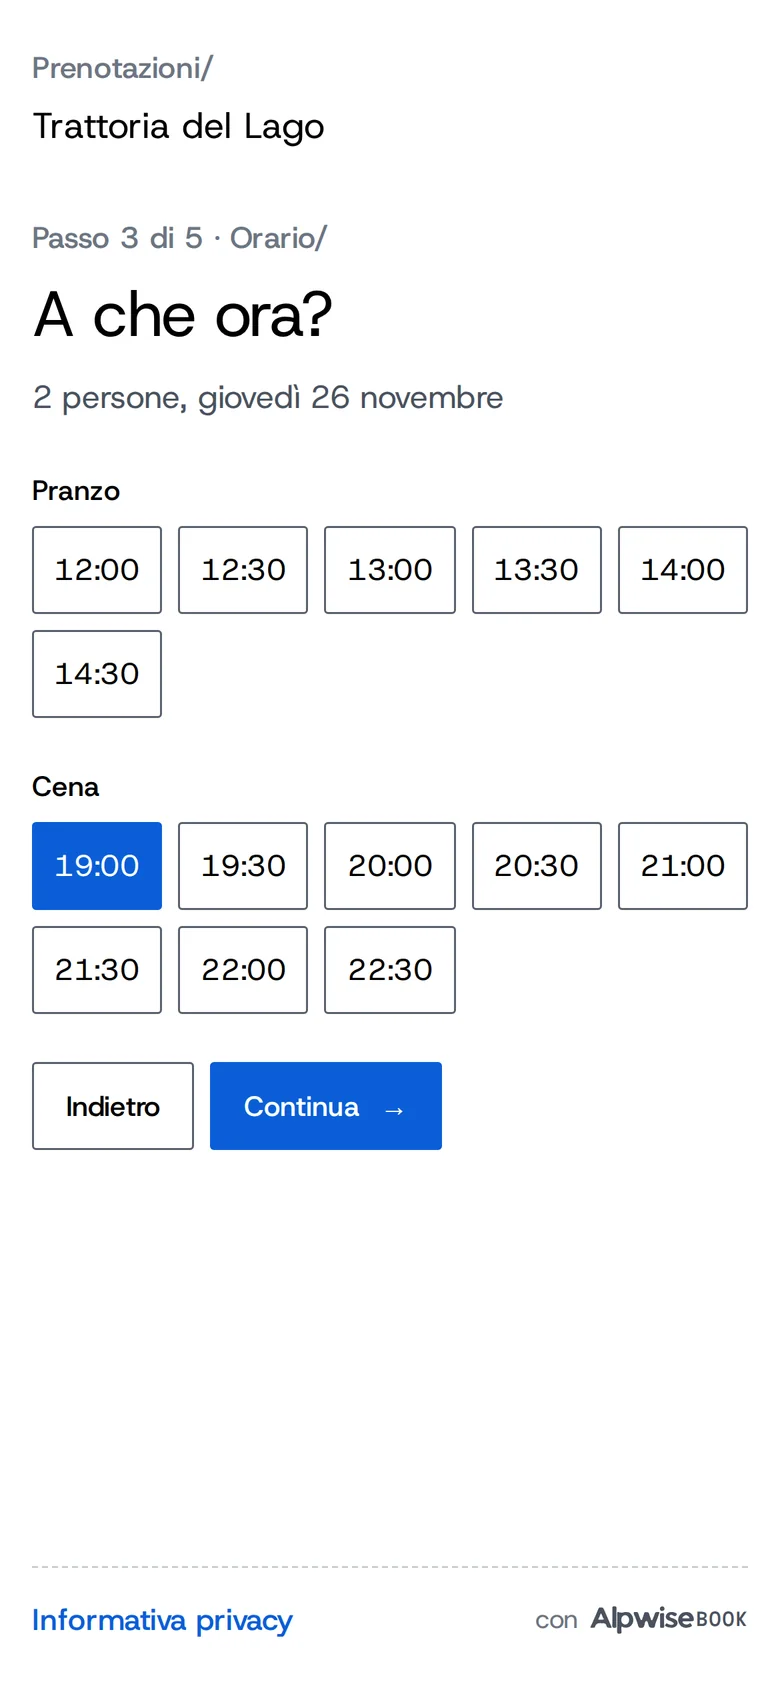 Prenotazioni/
Trattoria del Lago
Passo 3 di 5 · Orario/
A che ora?
2 persone, giovedì 26 novembre
Pranzo
12:00 12:30 13:00 13:30 14:00
14:30
Cena
19:00 19:30 20:00 20:30 21:00
21:30 22:00 22:30
Indietro Continua →
Informativa privacy con AlpwiseBOOK